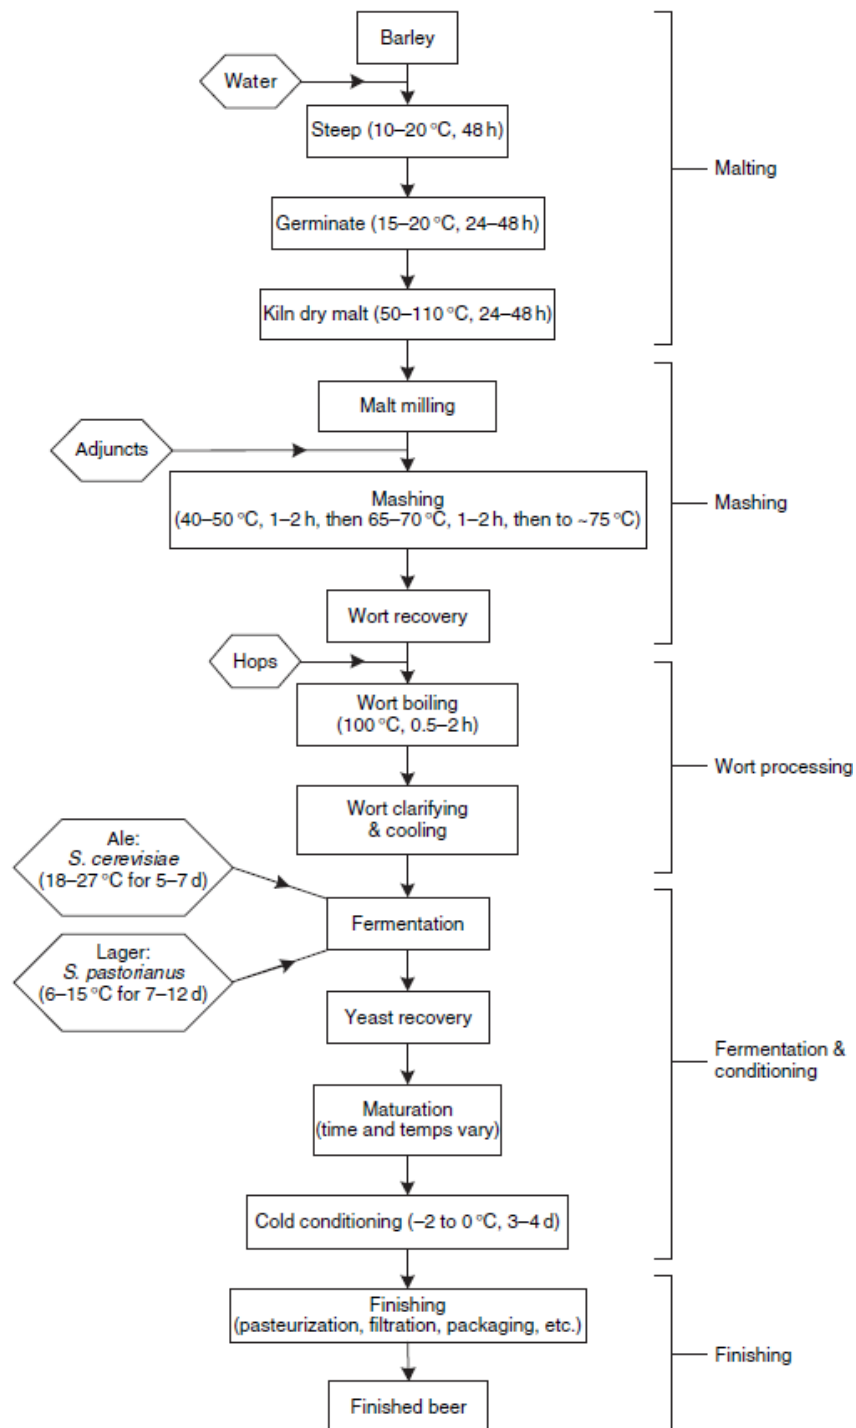 Barley
Water
Steep (10–20 °C, 48 h)
Malting
Germinate (15–20 °C, 24–48 h)
Kiln dry malt (50–110 °C, 24–48 h)
Malt milling
Adjuncts
Mashing
(40–50 °C, 1–2 h, then 65–70 °C, 1–2 h, then to ~75 °C)
Mashing
Wort recovery
Hops
Wort boiling
(100 °C, 0.5–2 h)
Wort processing
Wort clarifying
& cooling
Ale:
S. cerevisiae
(18–27 °C for 5–7 d)
Fermentation
Lager:
S. pastorianus
(6–15 °C for 7–12 d)
Yeast recovery
Fermentation &
conditioning
Maturation
(time and temps vary)
Cold conditioning (–2 to 0 °C, 3–4 d)
Finishing
(pasteurization, filtration, packaging, etc.)
Finishing
Finished beer